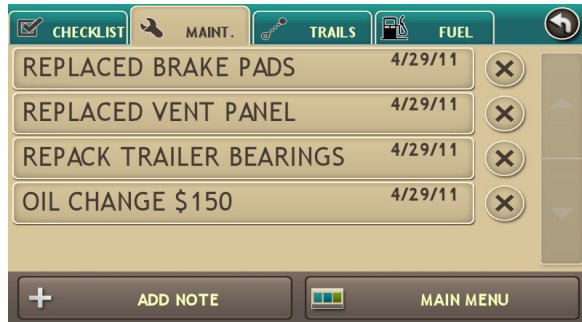 CHECKLIST MAINT. TRAILS FUEL
REPLACED BRAKE PADS 4/29/11
REPLACED VENT PANEL 4/29/11
REPACK TRAILER BEARINGS 4/29/11
OIL CHANGE $150 4/29/11
ADD NOTE MAIN MENU